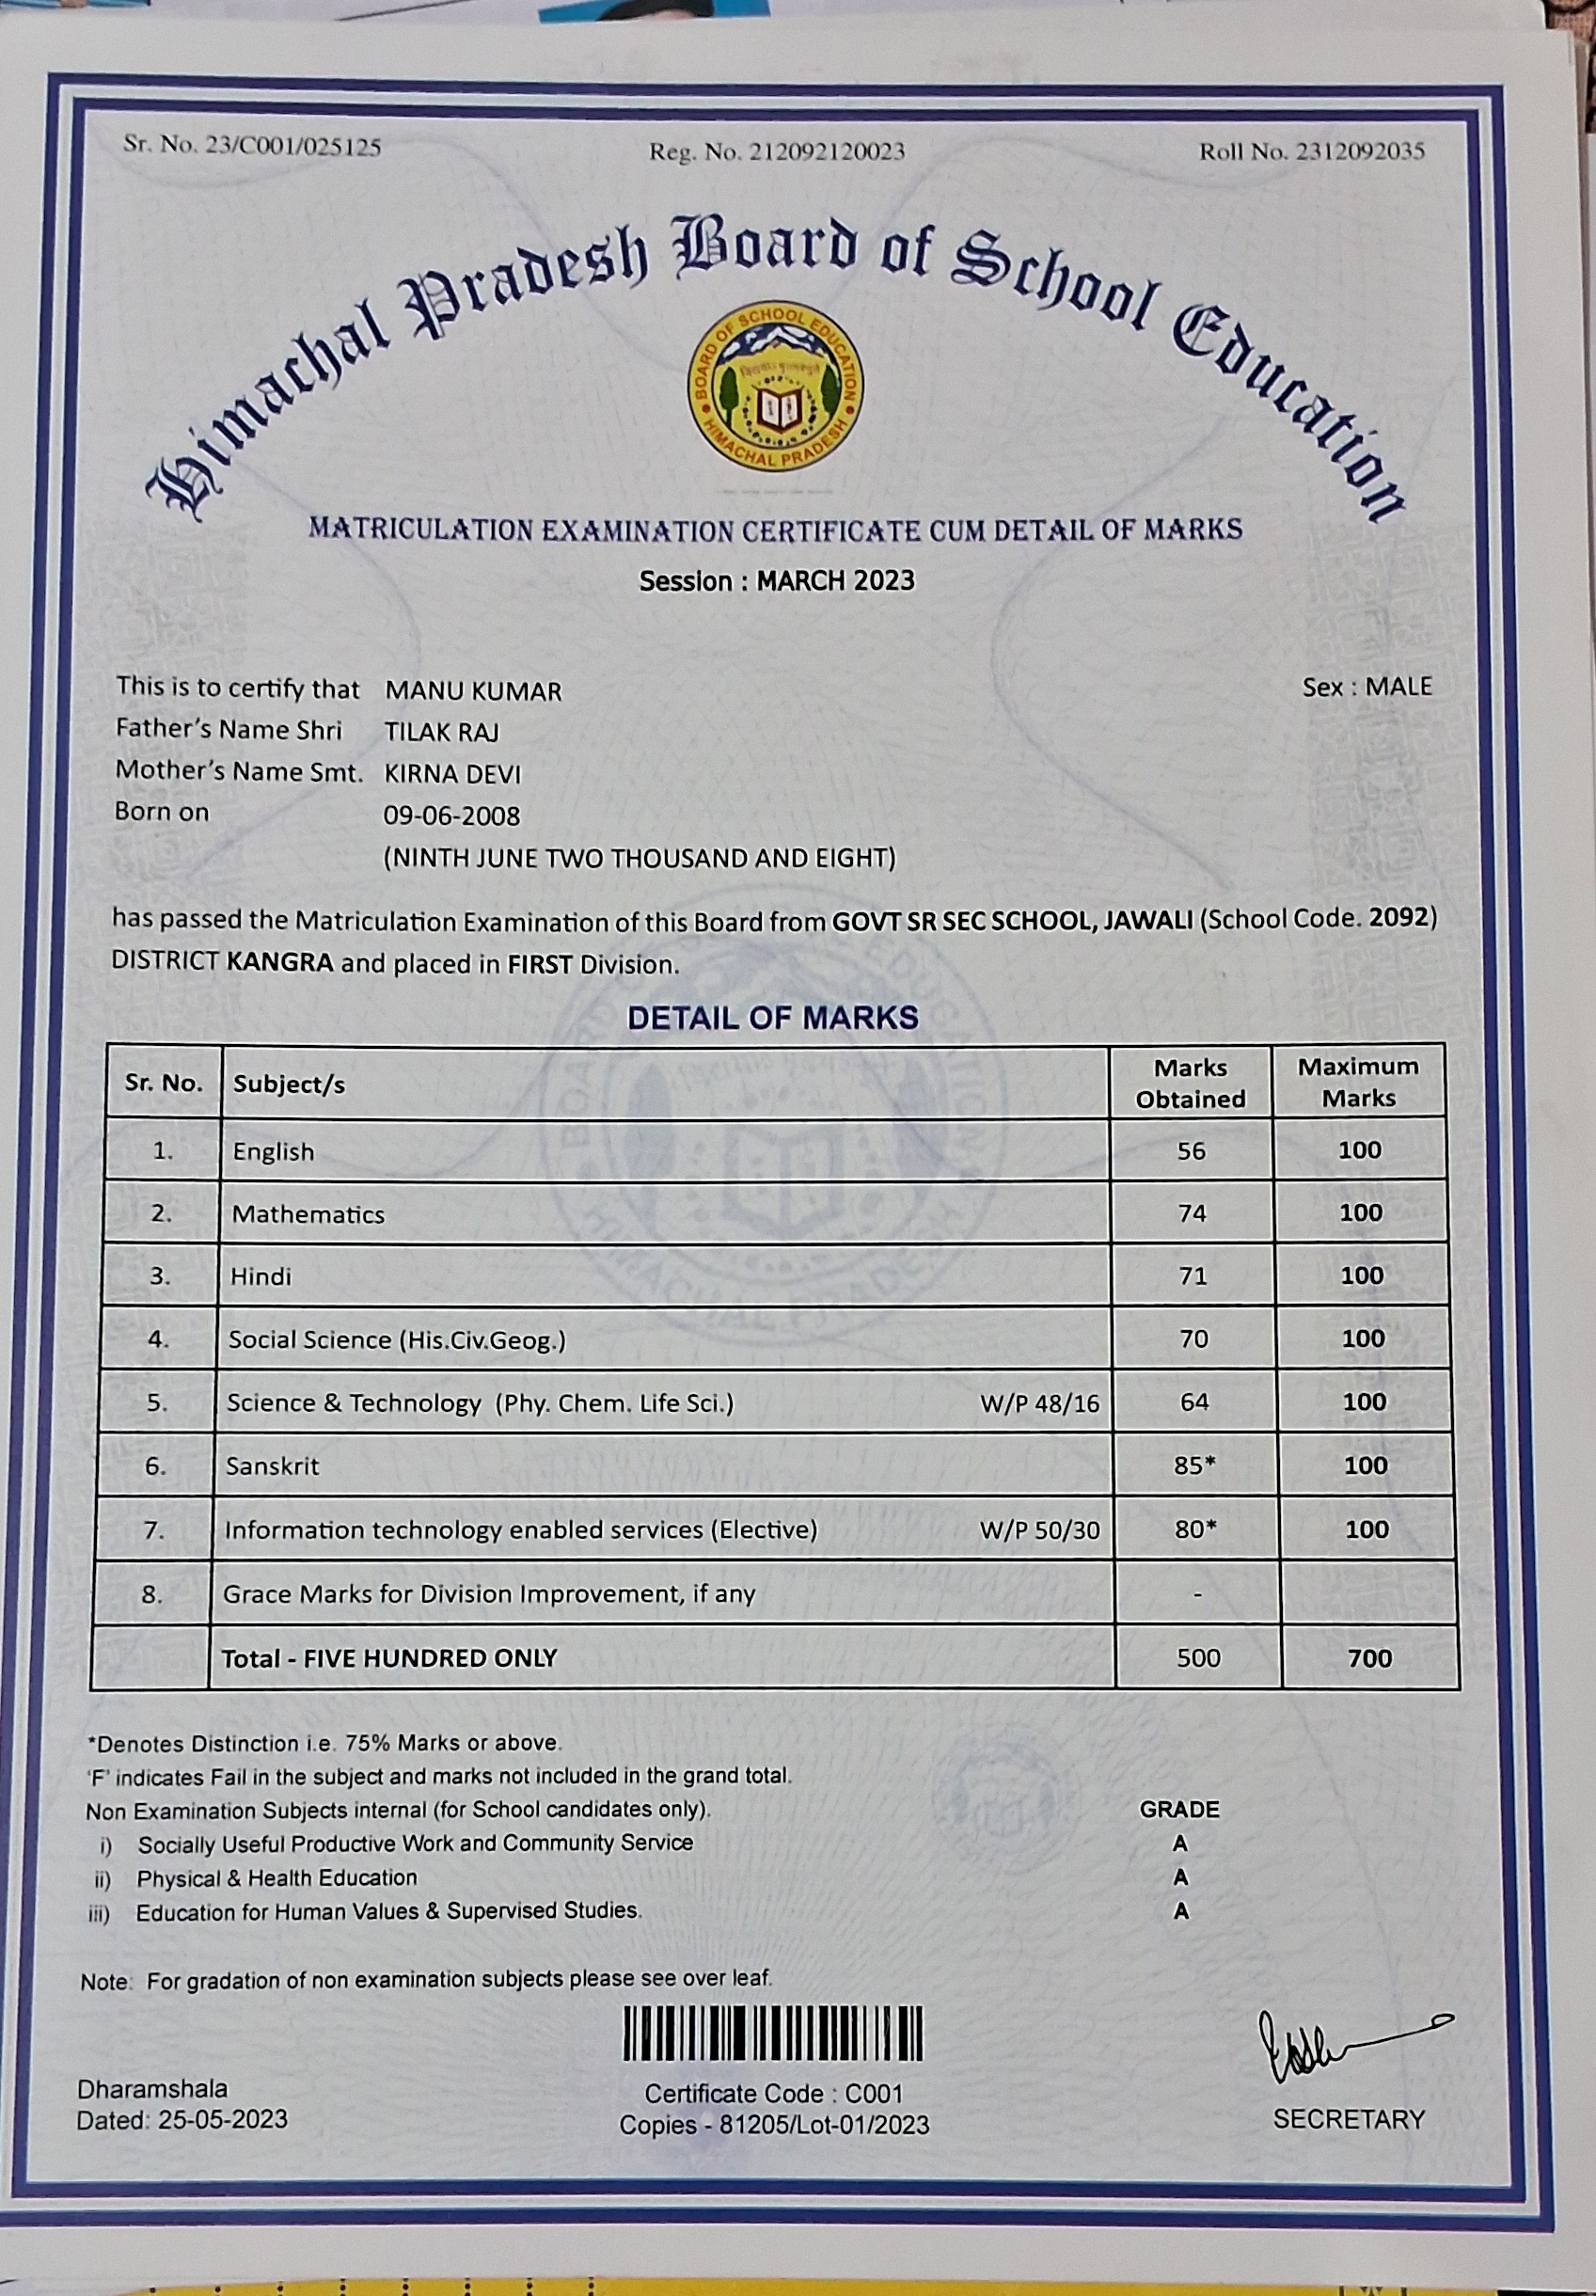 Sr. No. 23/C001/025125 Reg. No. 212092120023 Roll No. 2312092035
Himachal Pradesh Board of School Education
BOARD OF SCHOOL EDUCATION
HIMACHAL PRADESH
MATRICULATION EXAMINATION CERTIFICATE CUM DETAIL OF MARKS
Session : MARCH 2023
This is to certify that MANU KUMAR Sex : MALE
Father's Name Shri TILAK RAJ
Mother's Name Smt. KIRNA DEVI
Born on 09-06-2008
(NINTH JUNE TWO THOUSAND AND EIGHT)
has passed the Matriculation Examination of this Board from GOVT SR SEC SCHOOL, JAWALI (School Code. 2092)
DISTRICT KANGRA and placed in FIRST Division.
DETAIL OF MARKS
Sr. No. Subject/s Marks Obtained Maximum Marks
1. English 56 100
2. Mathematics 74 100
3. Hindi 71 100
4. Social Science (His.Civ.Geog.) 70 100
5. Science & Technology (Phy. Chem. Life Sci.) W/P 48/16 64 100
6. Sanskrit 85* 100
7. Information technology enabled services (Elective) W/P 50/30 80* 100
8. Grace Marks for Division Improvement, if any -
Total - FIVE HUNDRED ONLY 500 700
*Denotes Distinction i.e. 75% Marks or above.
'F' indicates Fail in the subject and marks not included in the grand total.
Non Examination Subjects internal (for School candidates only). GRADE
i) Socially Useful Productive Work and Community Service A
ii) Physical & Health Education A
iii) Education for Human Values & Supervised Studies. A
Note: For gradation of non examination subjects please see over leaf.
Dharamshala Certificate Code : C001
Dated: 25-05-2023 Copies - 81205/Lot-01/2023 SECRETARY